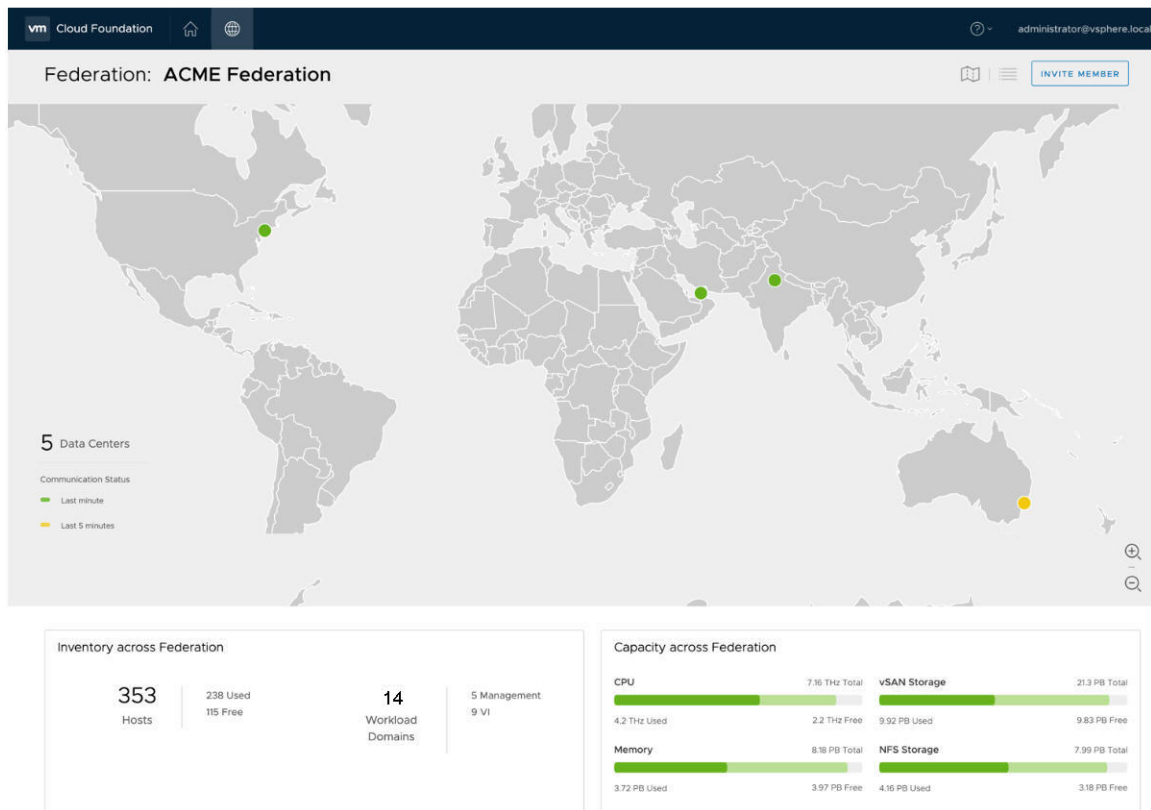 vm Cloud Foundation
administrator@vsphere.local
Federation: ACME Federation
INVITE MEMBER
5 Data Centers
Communication Status
Last minute
Last 5 minutes
Inventory across Federation
353
Hosts
238 Used
115 Free
14
Workload
Domains
5 Management
9 VI
Capacity across Federation
CPU 7.16 THz Total
4.2 THz Used 2.2 THz Free
vSAN Storage 21.3 PB Total
9.92 PB Used 9.83 PB Free
Memory 8.18 PB Total
3.72 PB Used 3.97 PB Free
NFS Storage 7.99 PB Total
4.16 PB Used 3.18 PB Free